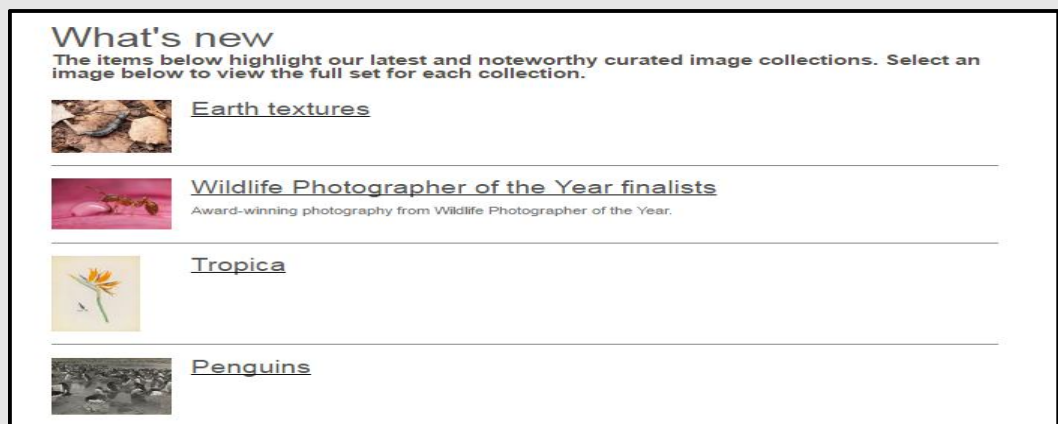 What's new
The items below highlight our latest and noteworthy curated image collections. Select an
image below to view the full set for each collection.
Earth textures
Wildlife Photographer of the Year finalists
Award-winning photography from Wildlife Photographer of the Year.
Tropica
Penguins